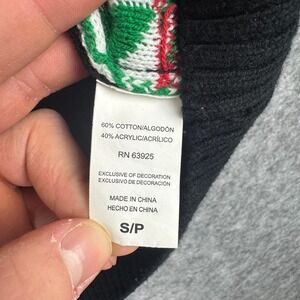 60% COTTON/ALGODÓN
40% ACRYLIC/ACRÍLICO
RN 63925
EXCLUSIVE OF DECORATION
EXCLUSIVO DE DECORACIÓN
MADE IN CHINA
HECHO EN CHINA
S/P